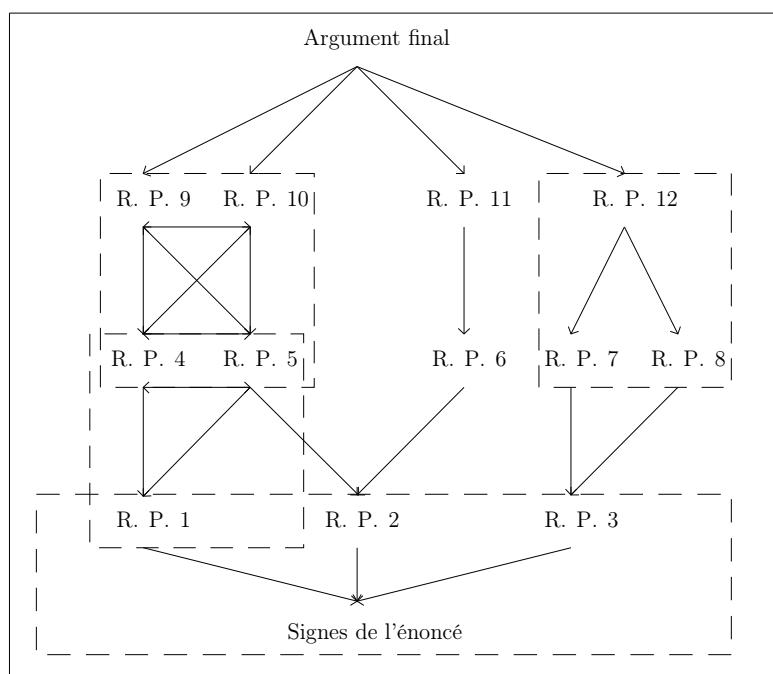 Argument final
R. P. 9 R. P. 10 R. P. 11 R. P. 12
R. P. 4 R. P. 5 R. P. 6 R. P. 7 R. P. 8
R. P. 1 R. P. 2 R. P. 3
Signes de l'énoncé